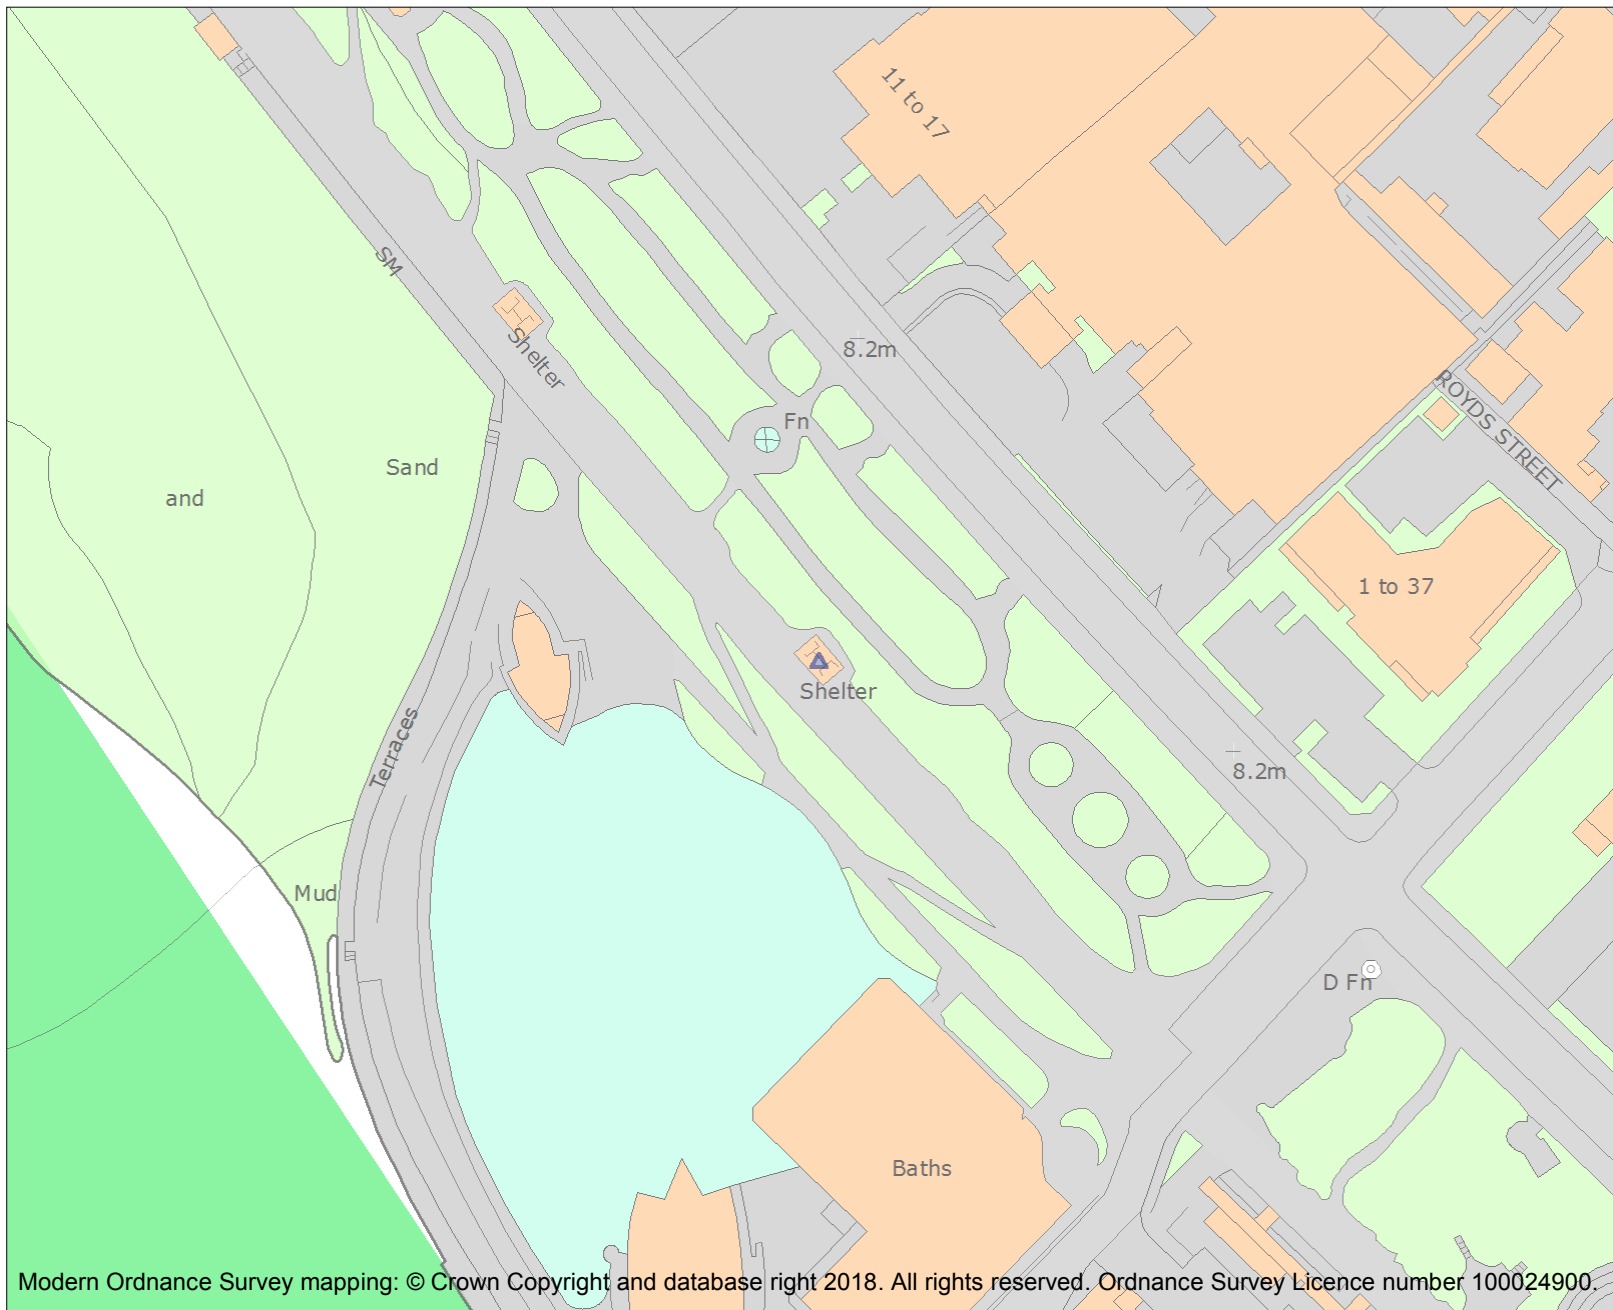 11 to 17
SM
Shelter
8.2m
ROYDS STREET
Fn
Sand
and
1 to 37
Shelter
Terraces
8.2m
Mud
D Fn
Baths
Modern Ordnance Survey mapping: © Crown Copyright and database right 2018. All rights reserved. Ordnance Survey Licence number 100024900.